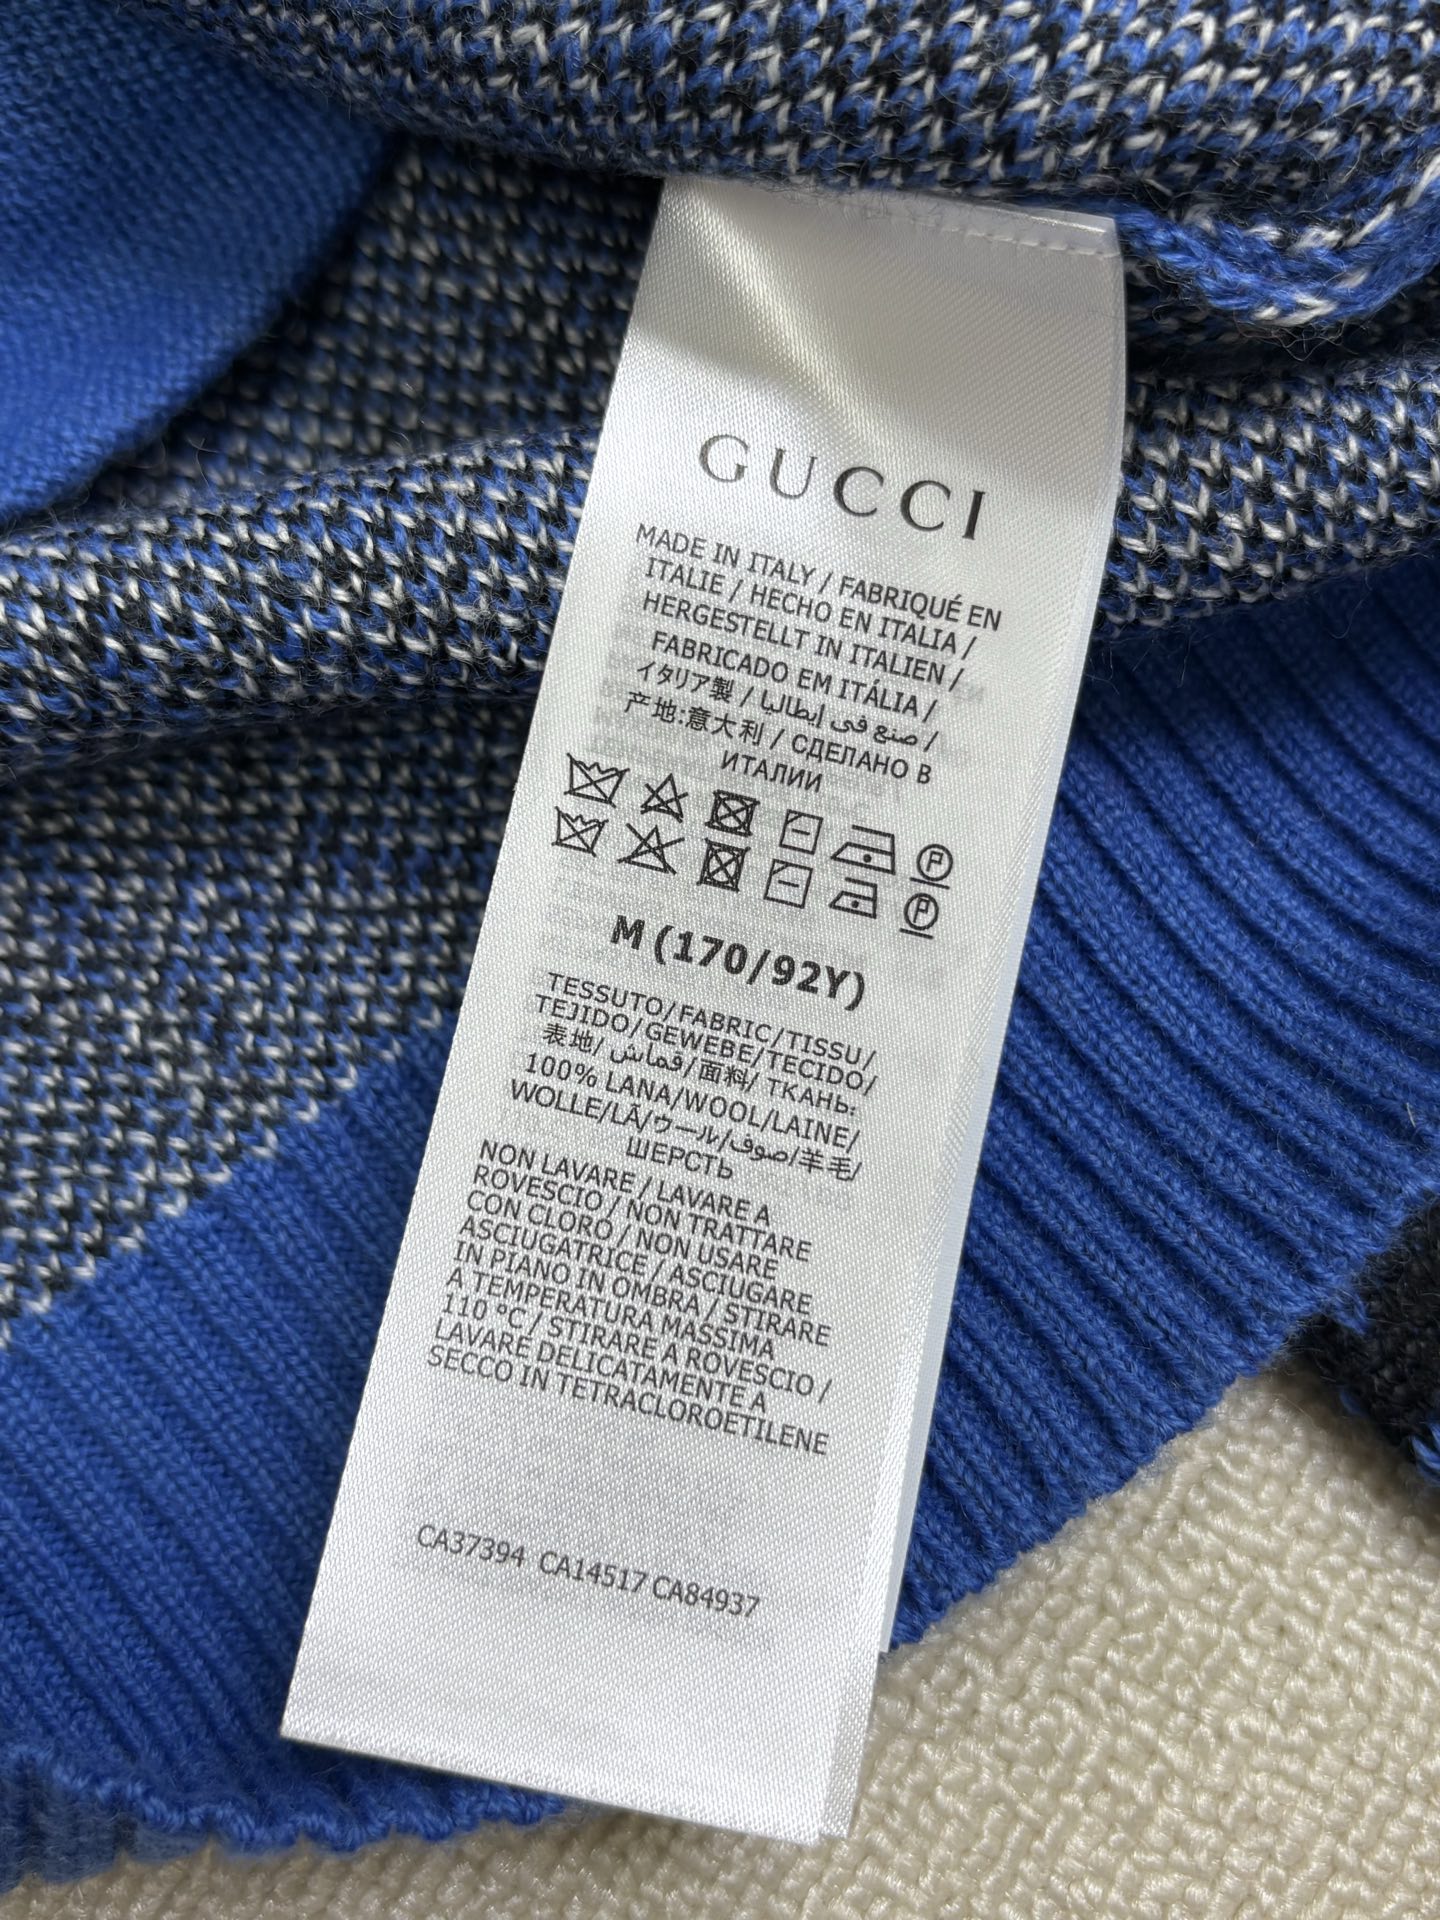 GUCCI
MADE IN ITALY / FABRIQUÉ EN
ITALIE / HECHO EN ITALIA /
HERGESTELLT IN ITALIEN /
FABRICADO EM ITÁLIA /
イタリア製 / صنع في إيطاليا /
产地:意大利 / СДЕЛАНО В
ИТАЛИИ
M (170/92Y)
TESSUTO/FABRIC/TISSU/
TEJIDO/GEWEBE/TECIDO/
表地/ قماش/面料/ ТКАНЬ:
100% LANA/WOOL/LAINE/
WOLLE/LÃ/ウール/صوف/羊毛/
ШЕРСТЬ
NON LAVARE / LAVARE A
ROVESCIO / NON TRATTARE
CON CLORO / NON USARE
ASCIUGATRICE / ASCIUGARE
IN PIANO IN OMBRA / STIRARE
A TEMPERATURA MASSIMA
110 °C / STIRARE A ROVESCIO /
LAVARE DELICATAMENTE A
SECCO IN TETRACLOROETILENE
CA37394 CA14517 CA84937